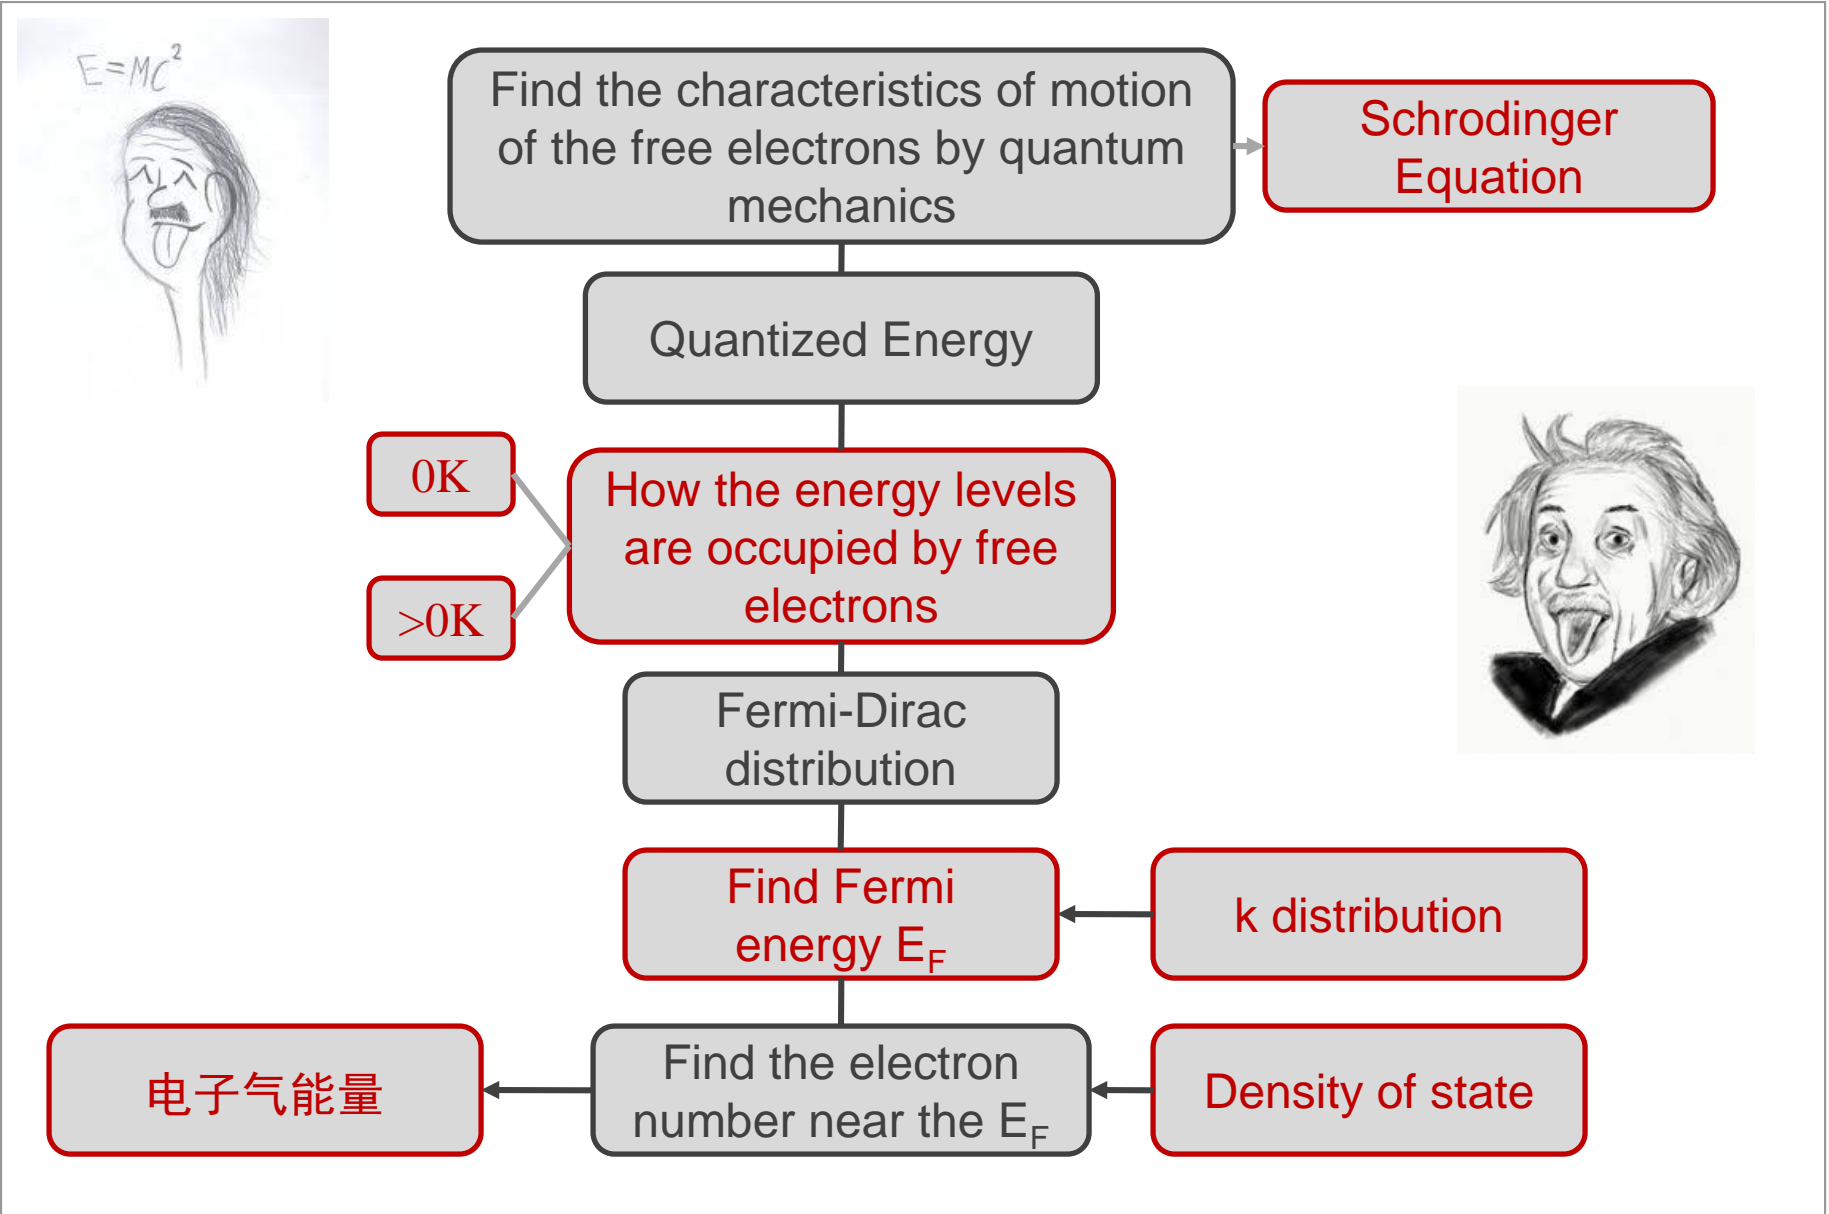 E=MC²
Find the characteristics of motion
of the free electrons by quantum
mechanics
Schrodinger
Equation
Quantized Energy
0K
>0K
How the energy levels
are occupied by free
electrons
Fermi-Dirac
distribution
Find Fermi
energy E_F
k distribution
电子气能量
Find the electron
number near the E_F
Density of state